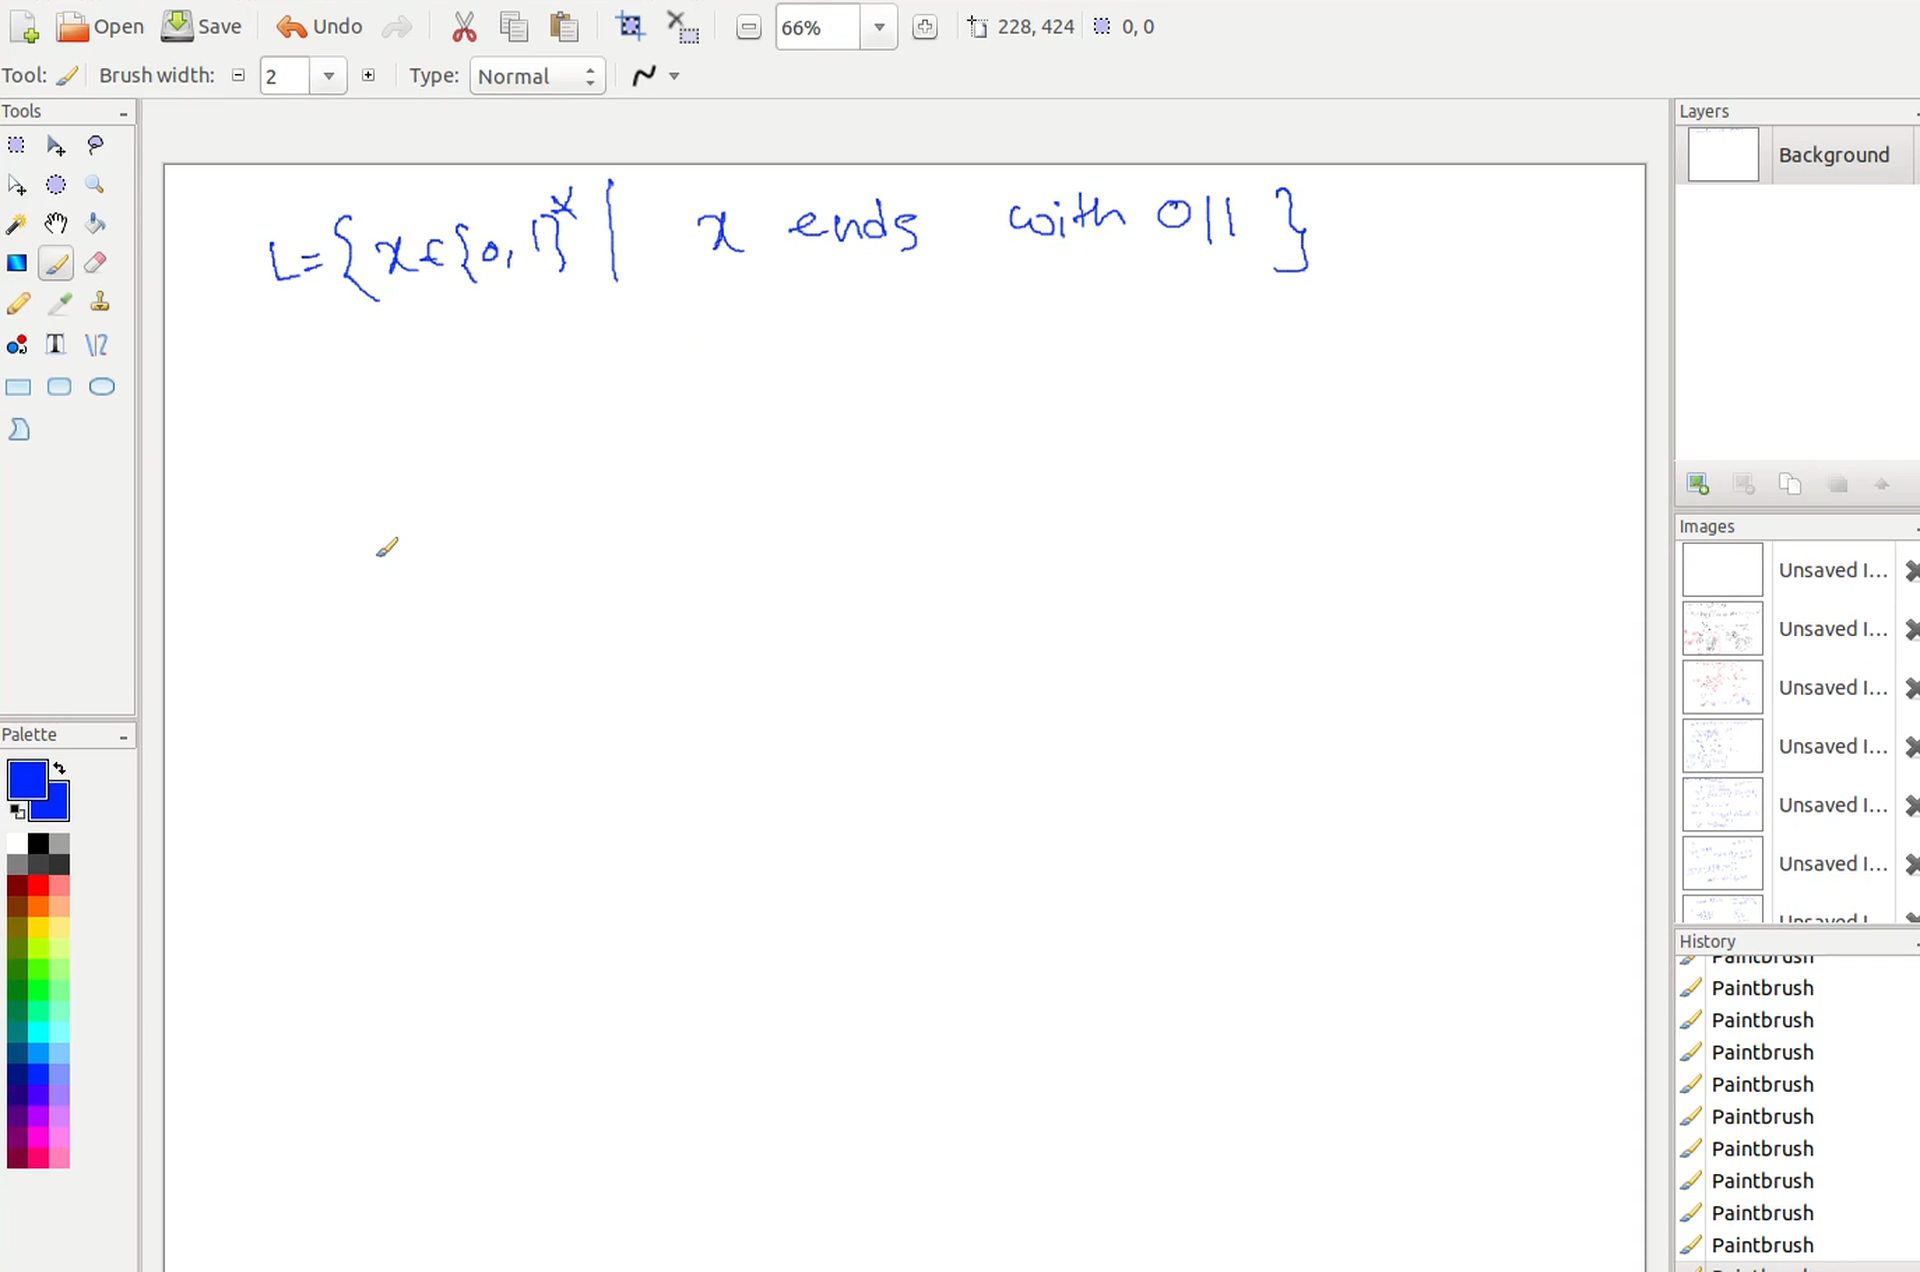 Open Save Undo 66% 228, 424 0, 0
Tool: Brush width: 2 Type: Normal
Tools
Layers
Background
L={x∈{0,1}* | x ends with 011}
Images
Unsaved I...
Unsaved I...
Unsaved I...
Unsaved I...
Unsaved I...
Unsaved I...
Unsaved I
Palette
History
Paintbrush
Paintbrush
Paintbrush
Paintbrush
Paintbrush
Paintbrush
Paintbrush
Paintbrush
Paintbrush
Paintbrush